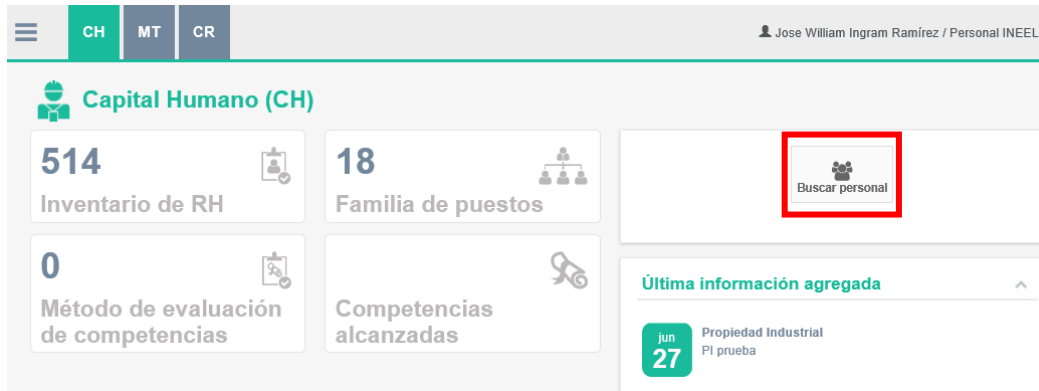 CH MT CR
Jose William Ingram Ramírez / Personal INEEL
Capital Humano (CH)
514
Inventario de RH
18
Familia de puestos
Buscar personal
0
Método de evaluación
de competencias
Competencias
alcanzadas
Última información agregada
jun
27
Propiedad Industrial
PI prueba